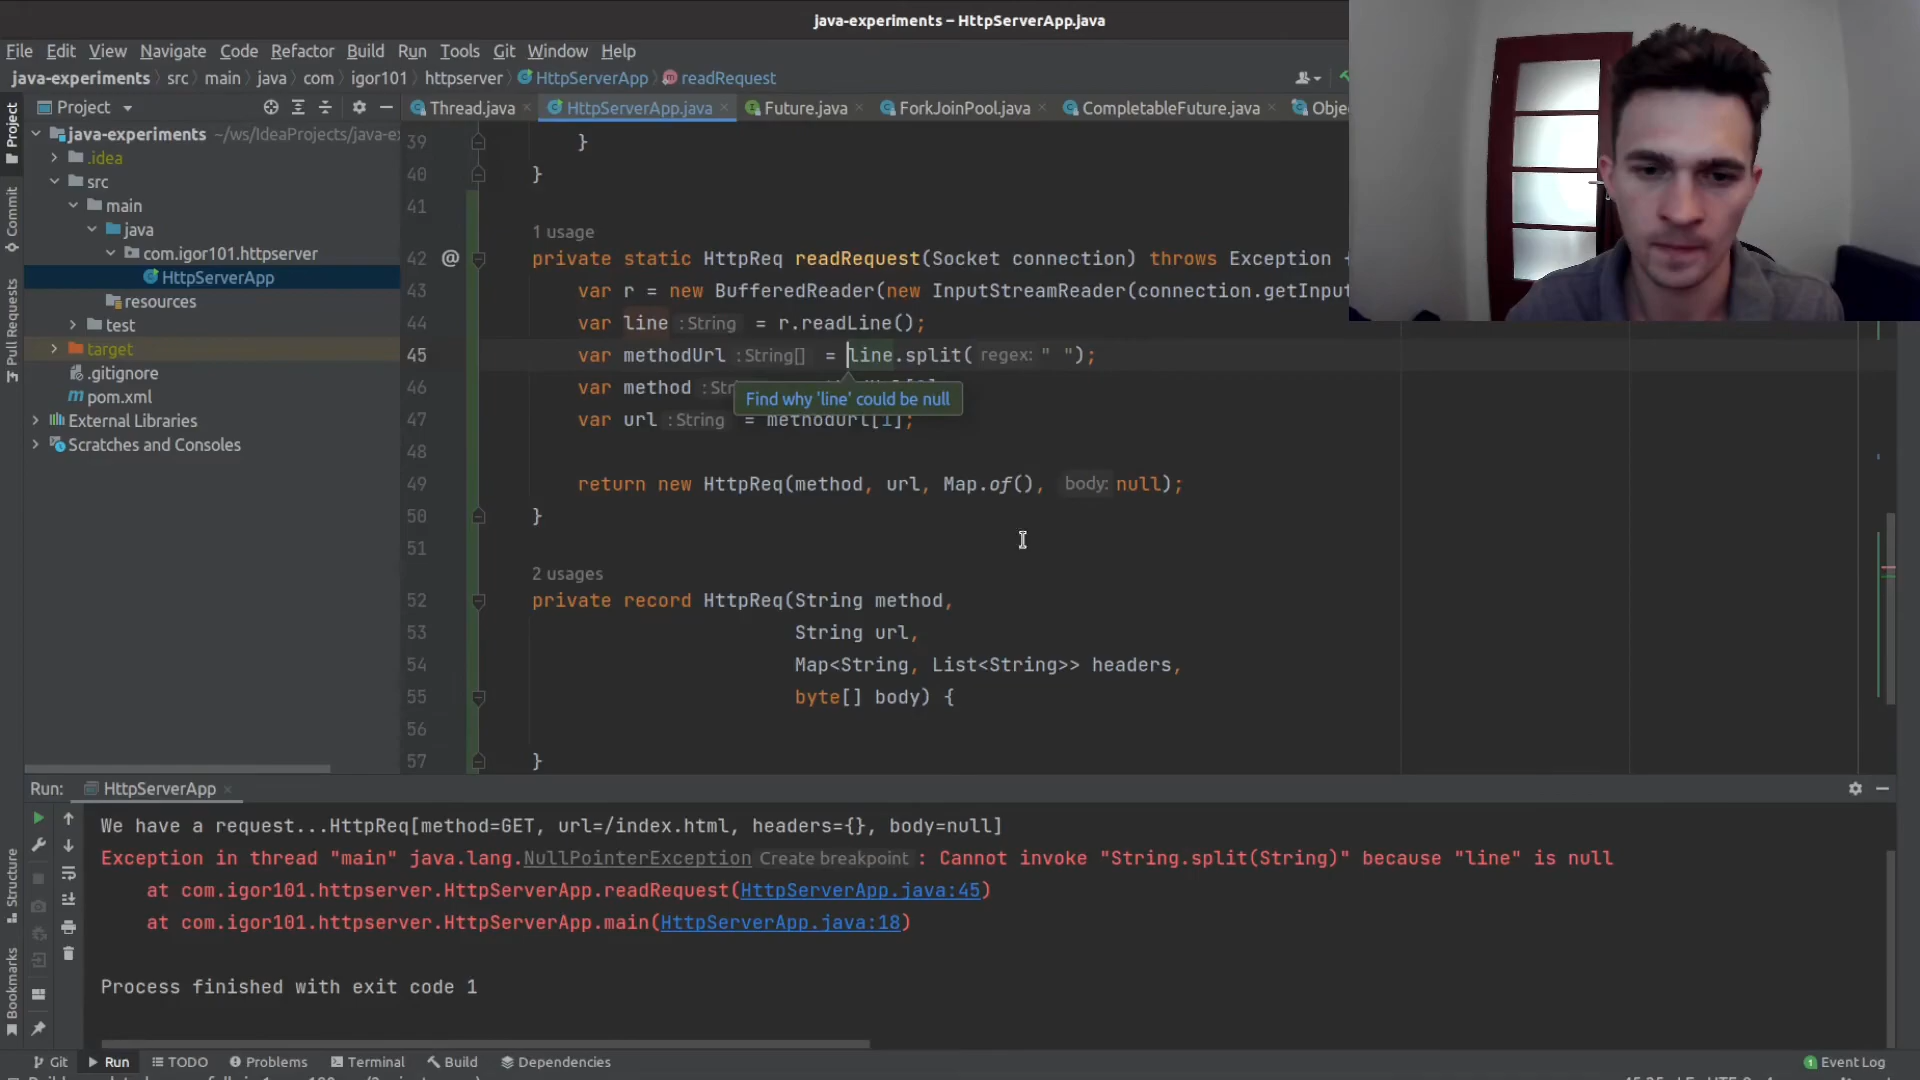 java-experiments – HttpServerApp.java
File Edit View Navigate Code Refactor Build Run Tools Git Window Help
java-experiments src main java com igor101 httpserver HttpServerApp readRequest
Project
Thread.java HttpServerApp.java Future.java ForkJoinPool.java CompletableFuture.java Obje
java-experiments ~/ws/IdeaProjects/java-e
.idea
src
main
java
com.igor101.httpserver
HttpServerApp
resources
test
target
.gitignore
pom.xml
External Libraries
Scratches and Consoles
Project
Commit
Pull Requests
Structure
Bookmarks
39 }
40 }
41
1 usage
42 @ private static HttpReq readRequest(Socket connection) throws Exception {
43 var r = new BufferedReader(new InputStreamReader(connection.getInput
44 var line : String = r.readLine();
45 var methodUrl : String[] = line.split( regex: " ");
46 var method : Str
Find why 'line' could be null
47 var url : String = methodUrl[1];
48
49 return new HttpReq(method, url, Map.of(), body: null);
50 }
51
2 usages
52 private record HttpReq(String method,
53 String url,
54 Map<String, List<String>> headers,
55 byte[] body) {
56
57 }
Run: HttpServerApp
We have a request...HttpReq[method=GET, url=/index.html, headers={}, body=null]
Exception in thread "main" java.lang.NullPointerException Create breakpoint : Cannot invoke "String.split(String)" because "line" is null
at com.igor101.httpserver.HttpServerApp.readRequest(HttpServerApp.java:45)
at com.igor101.httpserver.HttpServerApp.main(HttpServerApp.java:18)
Process finished with exit code 1
Git Run TODO Problems Terminal Build Dependencies 1 Event Log